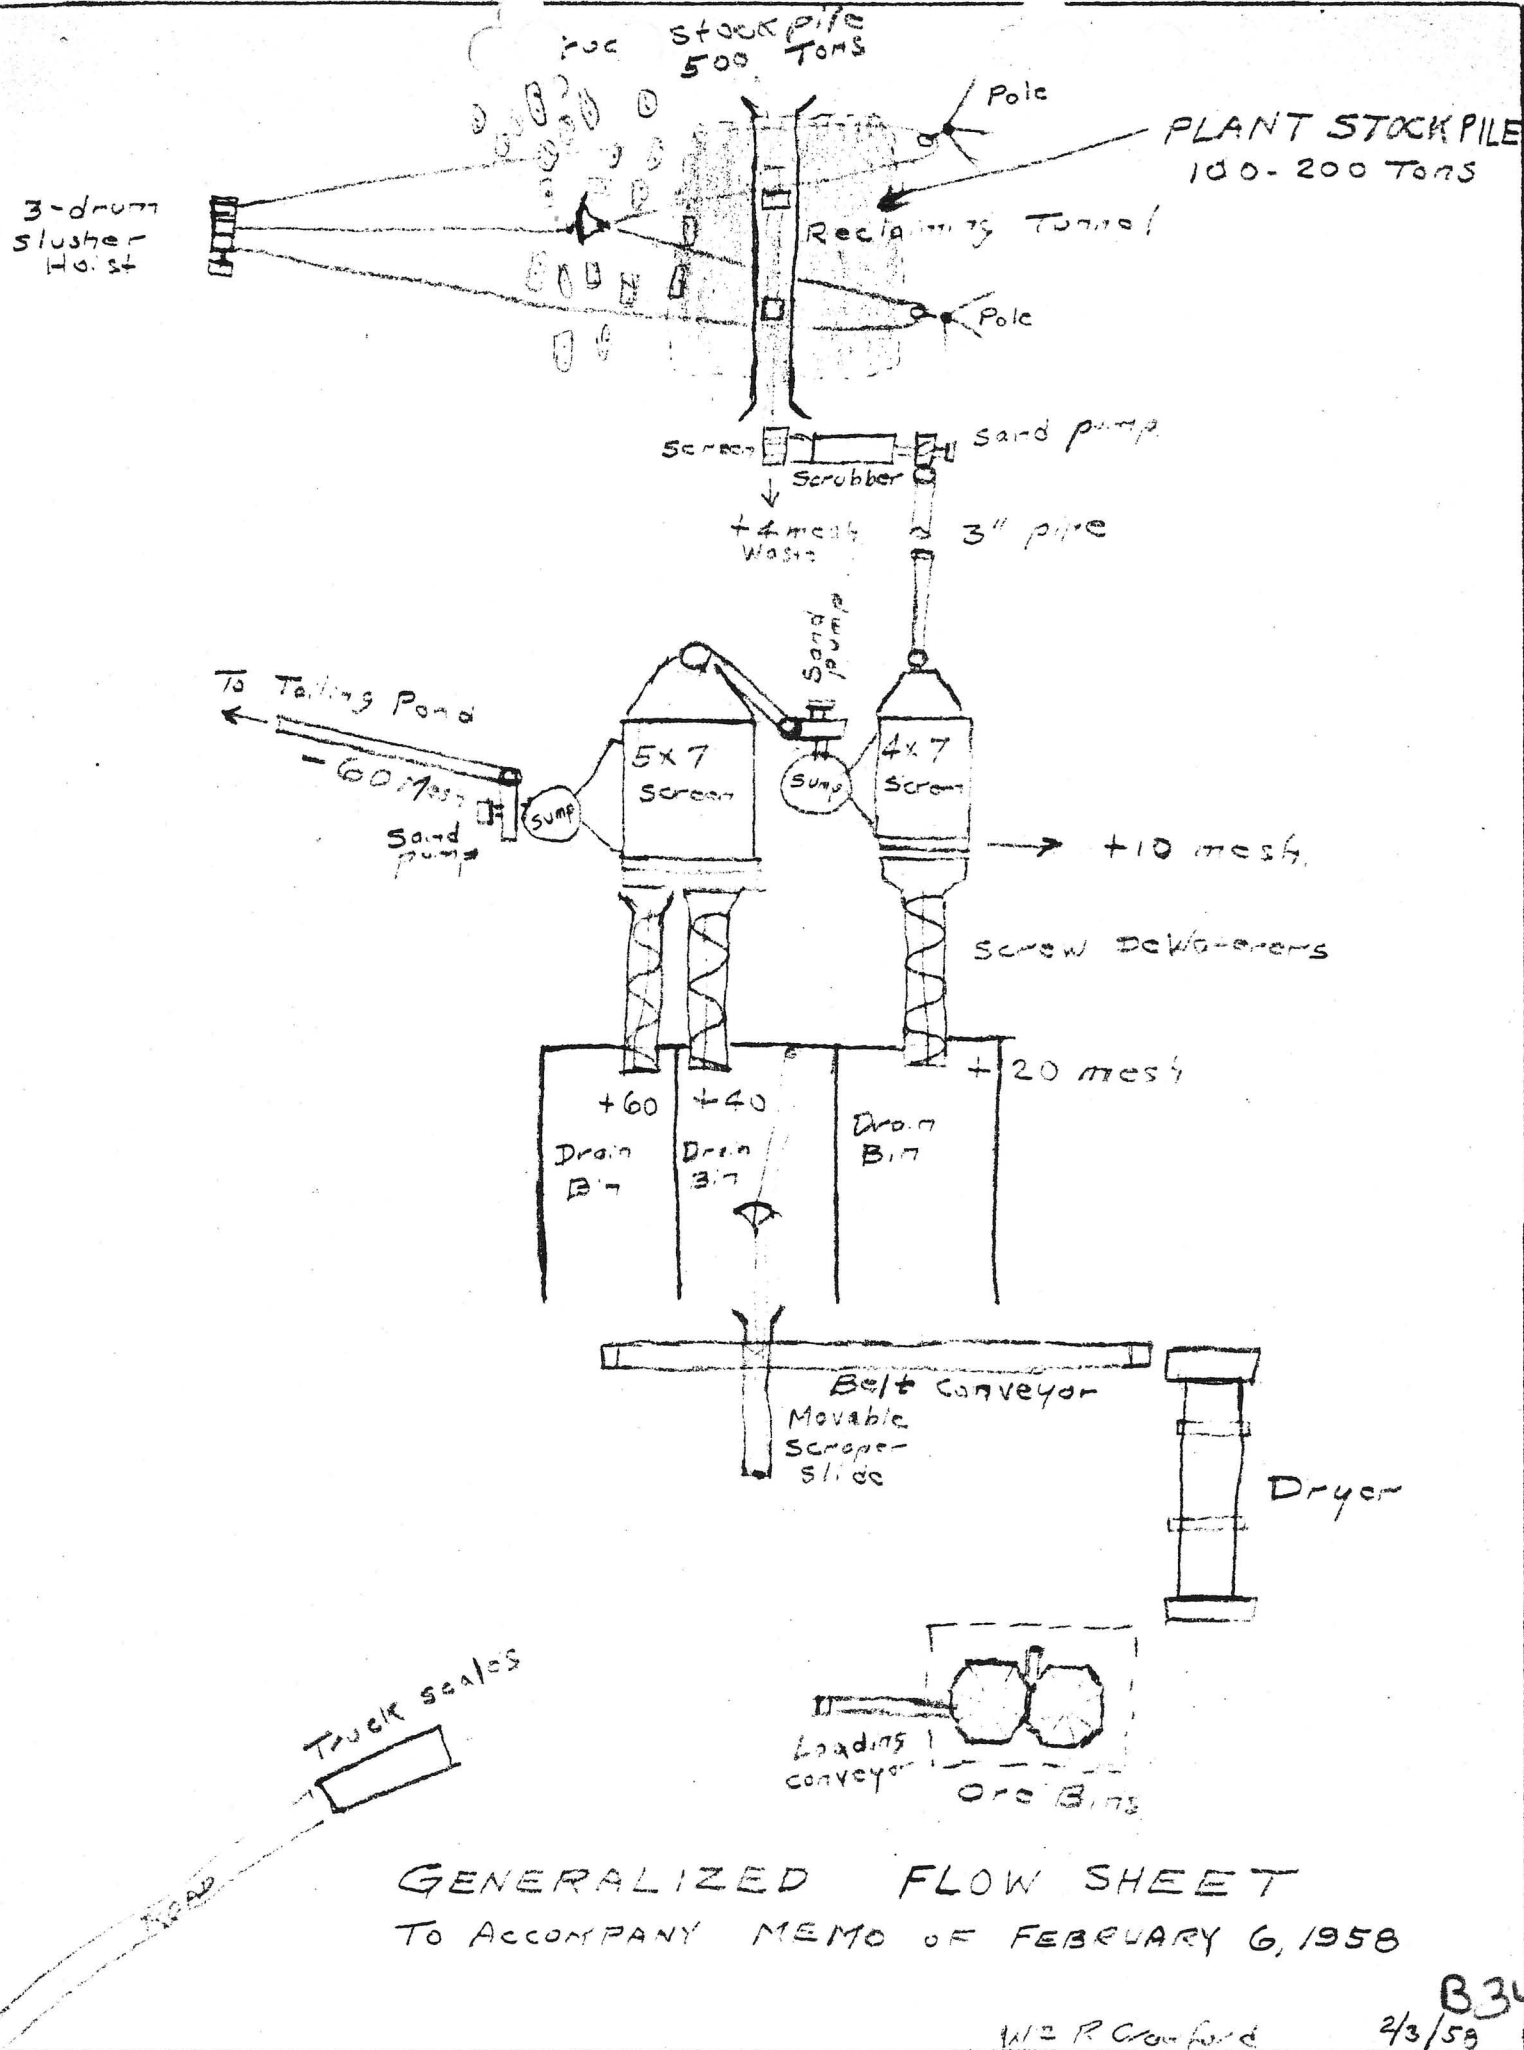 stockpile
500 Tons
Pole
PLANT STOCKPILE
100-200 Tons
3-drum
Slusher
Hoist
Reclaiming Tunnel
Pole
Screen
Scrubber
Sand pump
+4 mesh
Waste
3" pipe
Sand
pump
To Tailing Pond
-60 Mesh
Sand
pump
Sump
5x7
Screen
Sump
4x7
Screen
+10 mesh
Screw DeWaterers
+60
+40
+20 mesh
Drain
Bin
Drain
Bin
Drain
Bin
Belt Conveyor
Movable
Scraper
Slide
Dryer
Truck scales
Loading
conveyor
Ore Bins
ROAD
GENERALIZED FLOW SHEET
TO ACCOMPANY MEMO OF FEBRUARY 6, 1958
Wm R Crawford
2/3/58